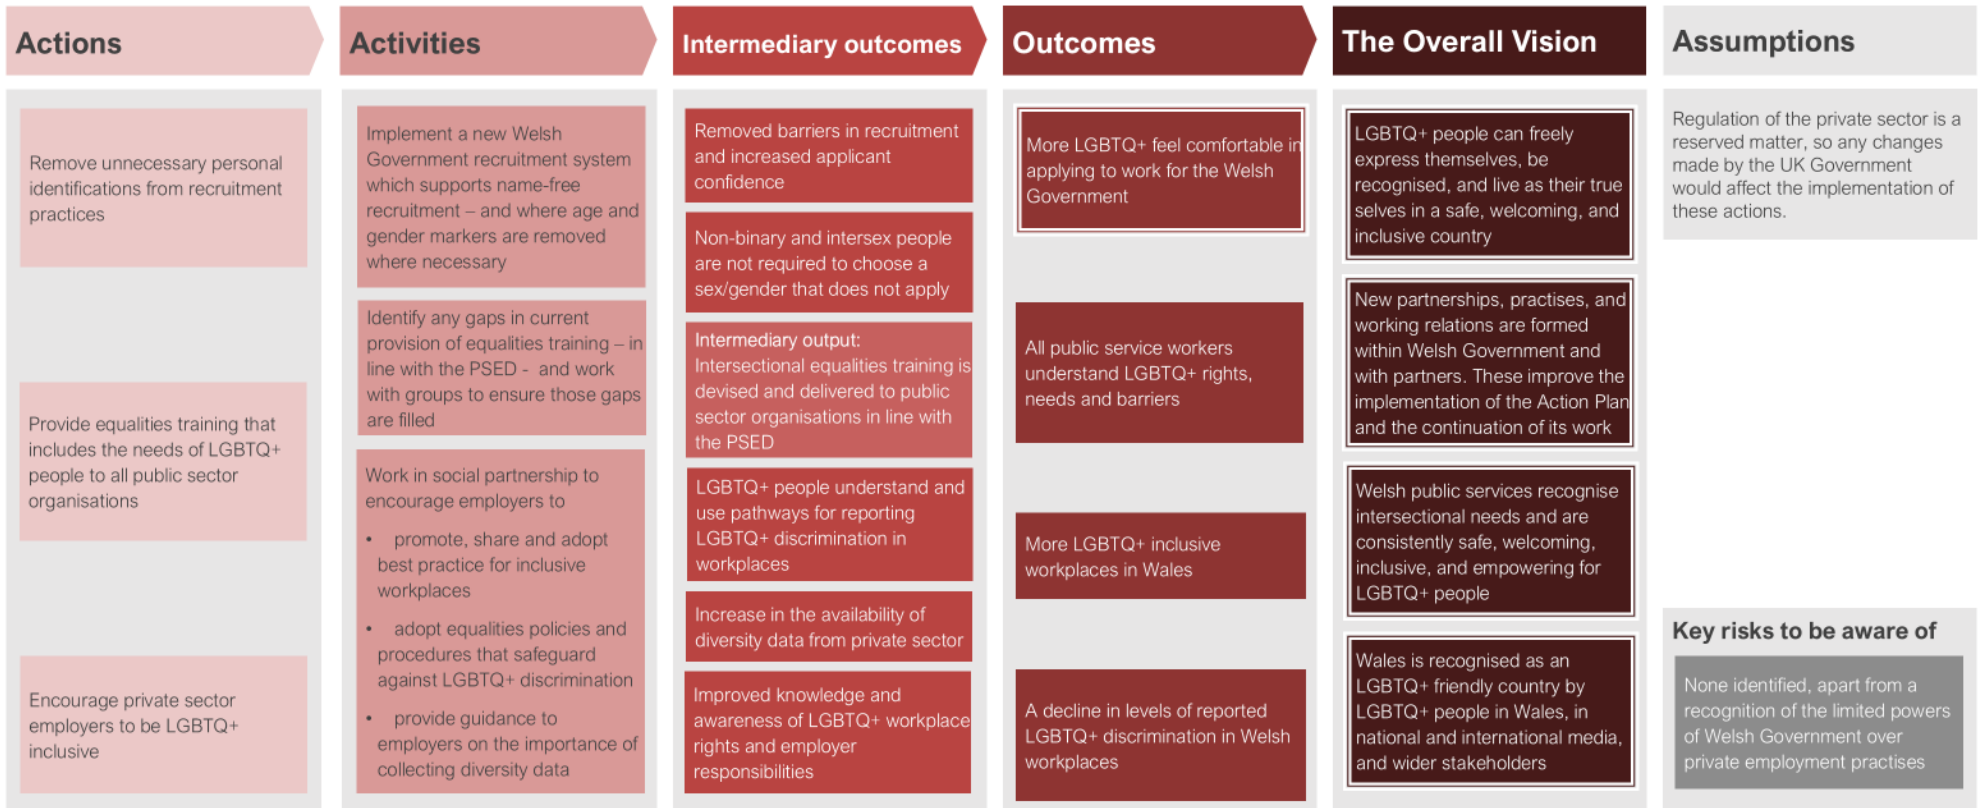 Actions
Activities
Intermediary outcomes
Outcomes
The Overall Vision
Assumptions
Remove unnecessary personal
identifications from recruitment
practices
Provide equalities training that
includes the needs of LGBTQ+
people to all public sector
organisations
Encourage private sector
employers to be LGBTQ+
inclusive
Implement a new Welsh
Government recruitment system
which supports name-free
recruitment – and where age and
gender markers are removed
where necessary
Identify any gaps in current
provision of equalities training – in
line with the PSED - and work
with groups to ensure those gaps
are filled
Work in social partnership to
encourage employers to
• promote, share and adopt
best practice for inclusive
workplaces
• adopt equalities policies and
procedures that safeguard
against LGBTQ+ discrimination
• provide guidance to
employers on the importance of
collecting diversity data
Removed barriers in recruitment
and increased applicant
confidence
Non-binary and intersex people
are not required to choose a
sex/gender that does not apply
Intermediary output:
Intersectional equalities training is
devised and delivered to public
sector organisations in line with
the PSED
LGBTQ+ people understand and
use pathways for reporting
LGBTQ+ discrimination in
workplaces
Increase in the availability of
diversity data from private sector
Improved knowledge and
awareness of LGBTQ+ workplace
rights and employer
responsibilities
More LGBTQ+ feel comfortable in
applying to work for the Welsh
Government
All public service workers
understand LGBTQ+ rights,
needs and barriers
More LGBTQ+ inclusive
workplaces in Wales
A decline in levels of reported
LGBTQ+ discrimination in Welsh
workplaces
LGBTQ+ people can freely
express themselves, be
recognised, and live as their true
selves in a safe, welcoming, and
inclusive country
New partnerships, practises, and
working relations are formed
within Welsh Government and
with partners. These improve the
implementation of the Action Plan
and the continuation of its work
Welsh public services recognise
intersectional needs and are
consistently safe, welcoming,
inclusive, and empowering for
LGBTQ+ people
Wales is recognised as an
LGBTQ+ friendly country by
LGBTQ+ people in Wales, in
national and international media,
and wider stakeholders
Regulation of the private sector is a
reserved matter, so any changes
made by the UK Government
would affect the implementation of
these actions.
Key risks to be aware of
None identified, apart from a
recognition of the limited powers
of Welsh Government over
private employment practises